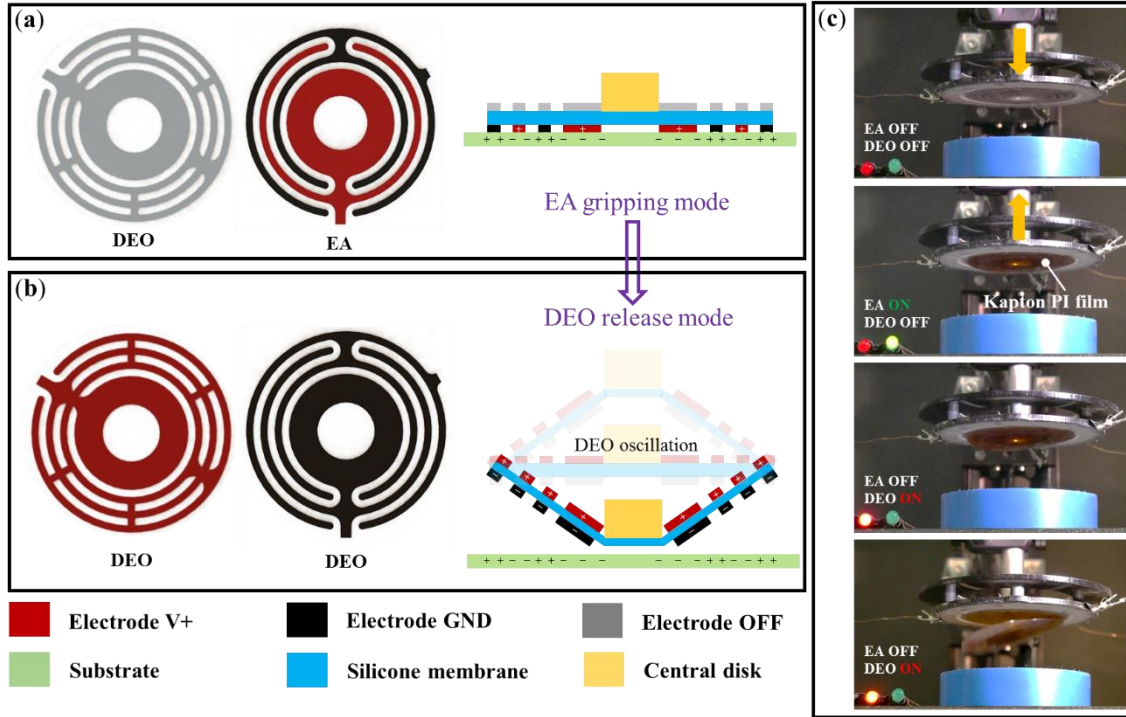 (a)
DEO
EA
+ + - + - - - - - + - + +
EA gripping mode
DEO release mode
(b)
DEO
DEO
DEO oscillation
Electrode V+
Electrode GND
Electrode OFF
Substrate
Silicone membrane
Central disk
(c)
EA OFF
DEO OFF
Kapton PI film
EA ON
DEO OFF
EA OFF
DEO ON
EA OFF
DEO ON